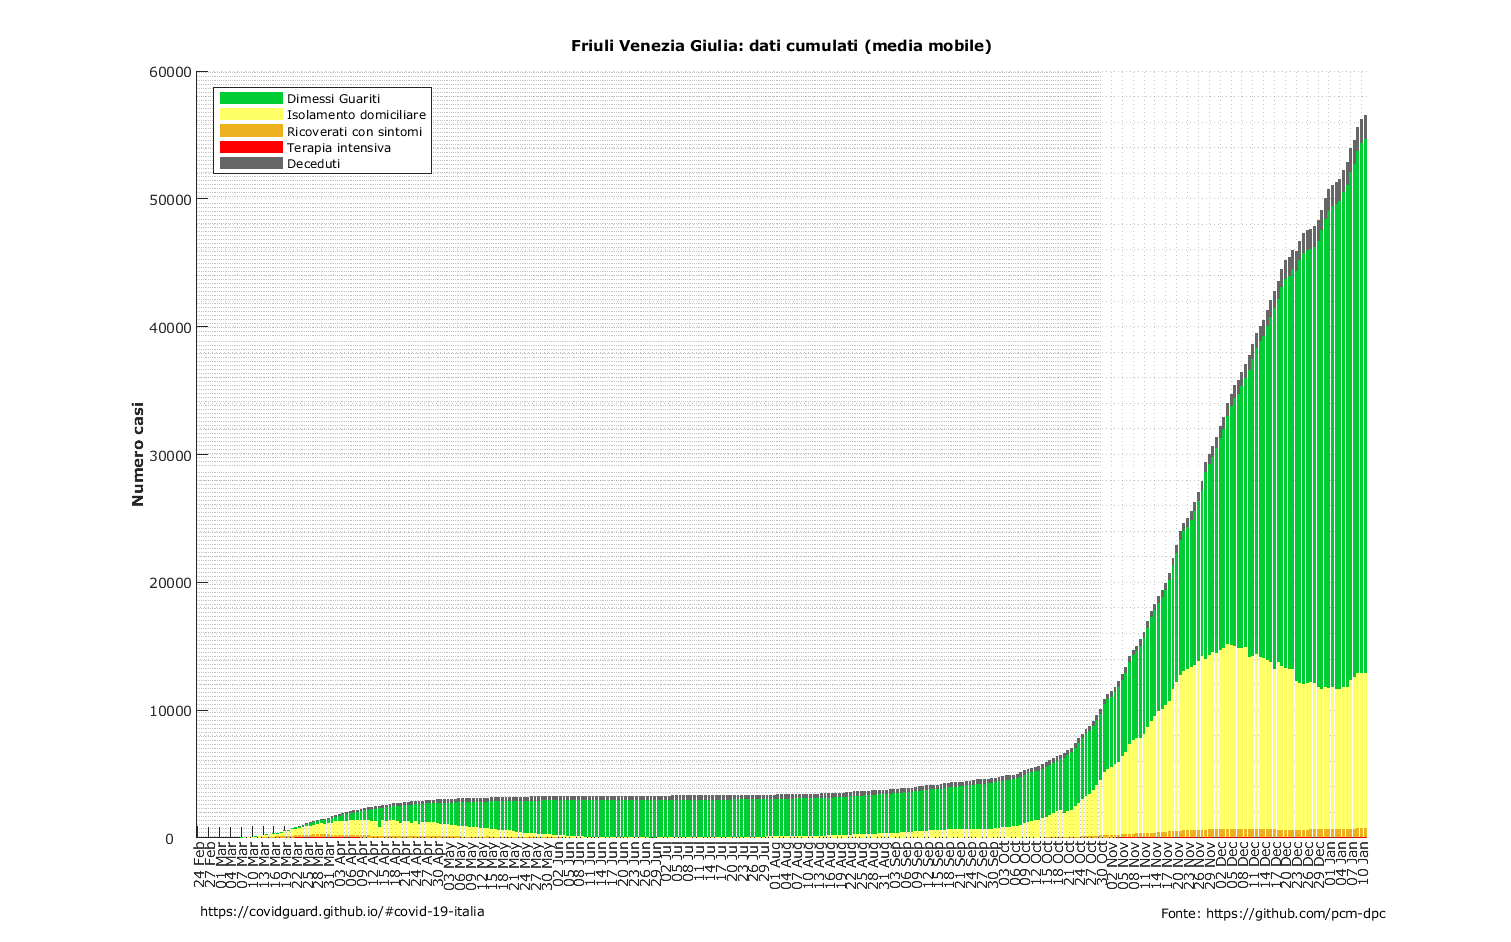 Friuli Venezia Giulia: dati cumulati (media mobile)
Dimessi Guariti
Isolamento domiciliare
Ricoverati con sintomi
Terapia intensiva
Deceduti
Numero casi
60000
50000
40000
30000
20000
10000
0
24 Feb
27 Feb
01 Mar
04 Mar
07 Mar
10 Mar
13 Mar
16 Mar
19 Mar
22 Mar
25 Mar
28 Mar
31 Mar
03 Apr
06 Apr
09 Apr
12 Apr
15 Apr
18 Apr
21 Apr
24 Apr
27 Apr
30 Apr
03 May
06 May
09 May
12 May
15 May
18 May
21 May
24 May
27 May
30 May
02 Jun
05 Jun
08 Jun
11 Jun
14 Jun
17 Jun
20 Jun
23 Jun
26 Jun
29 Jun
02 Jul
05 Jul
08 Jul
11 Jul
14 Jul
17 Jul
20 Jul
23 Jul
26 Jul
29 Jul
01 Aug
04 Aug
07 Aug
10 Aug
13 Aug
16 Aug
19 Aug
22 Aug
25 Aug
28 Aug
31 Aug
03 Sep
06 Sep
09 Sep
12 Sep
15 Sep
18 Sep
21 Sep
24 Sep
27 Sep
30 Sep
03 Oct
06 Oct
09 Oct
12 Oct
15 Oct
18 Oct
21 Oct
24 Oct
27 Oct
30 Oct
02 Nov
05 Nov
08 Nov
11 Nov
14 Nov
17 Nov
20 Nov
23 Nov
26 Nov
29 Nov
02 Dec
05 Dec
08 Dec
11 Dec
14 Dec
17 Dec
20 Dec
23 Dec
26 Dec
29 Dec
01 Jan
04 Jan
07 Jan
10 Jan
https://covidguard.github.io/#covid-19-italia
Fonte: https://github.com/pcm-dpc